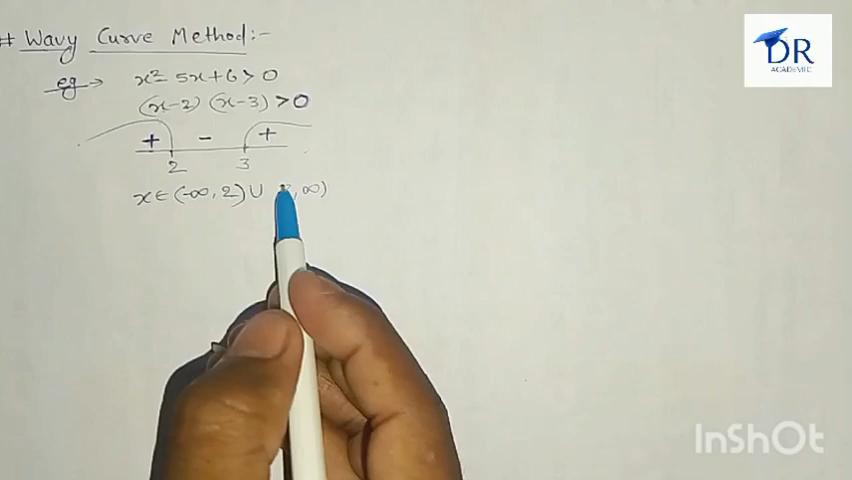 # Wavy Curve Method:-
eg → x² - 5x + 6 > 0
(x-2) (x-3) > 0
+ - +
2 3
x ∈ (-∞, 2) ∪ , ∞)
DR
ACADEMIC
InShOt